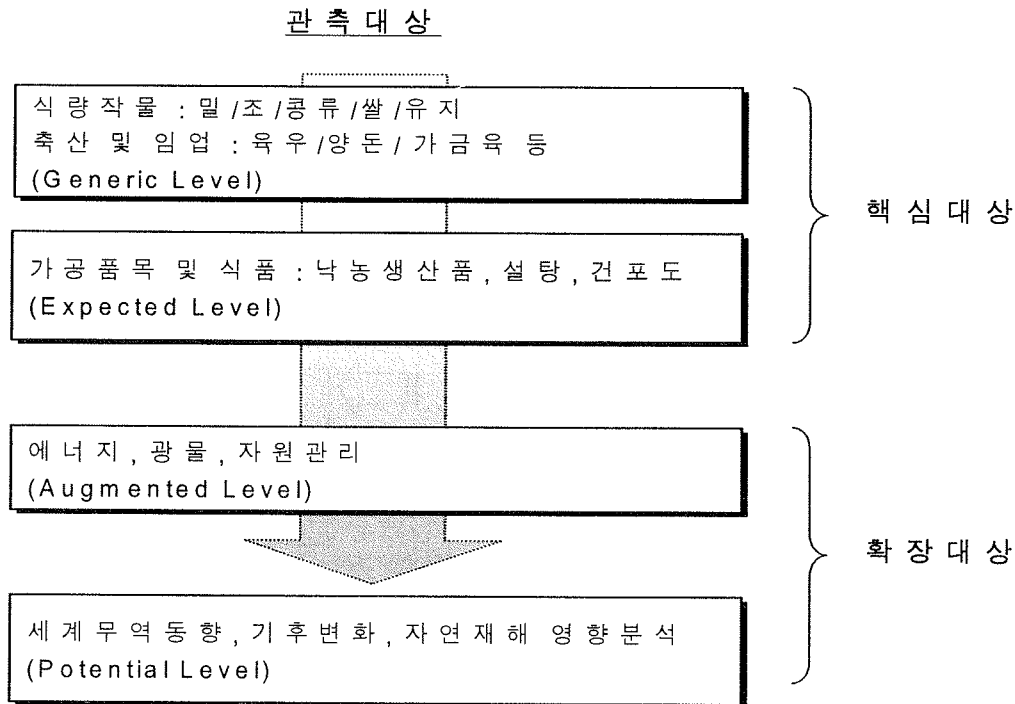 관측대상
식량작물 : 밀/조/콩류/쌀/유지
축산 및 임업 : 육우/양돈/가금육 등
(Generic Level)
핵심대상
가공품목 및 식품 : 낙농생산품, 설탕, 건포도
(Expected Level)
에너지, 광물, 자원관리
(Augmented Level)
확장대상
세계무역동향, 기후변화, 자연재해 영향분석
(Potential Level)